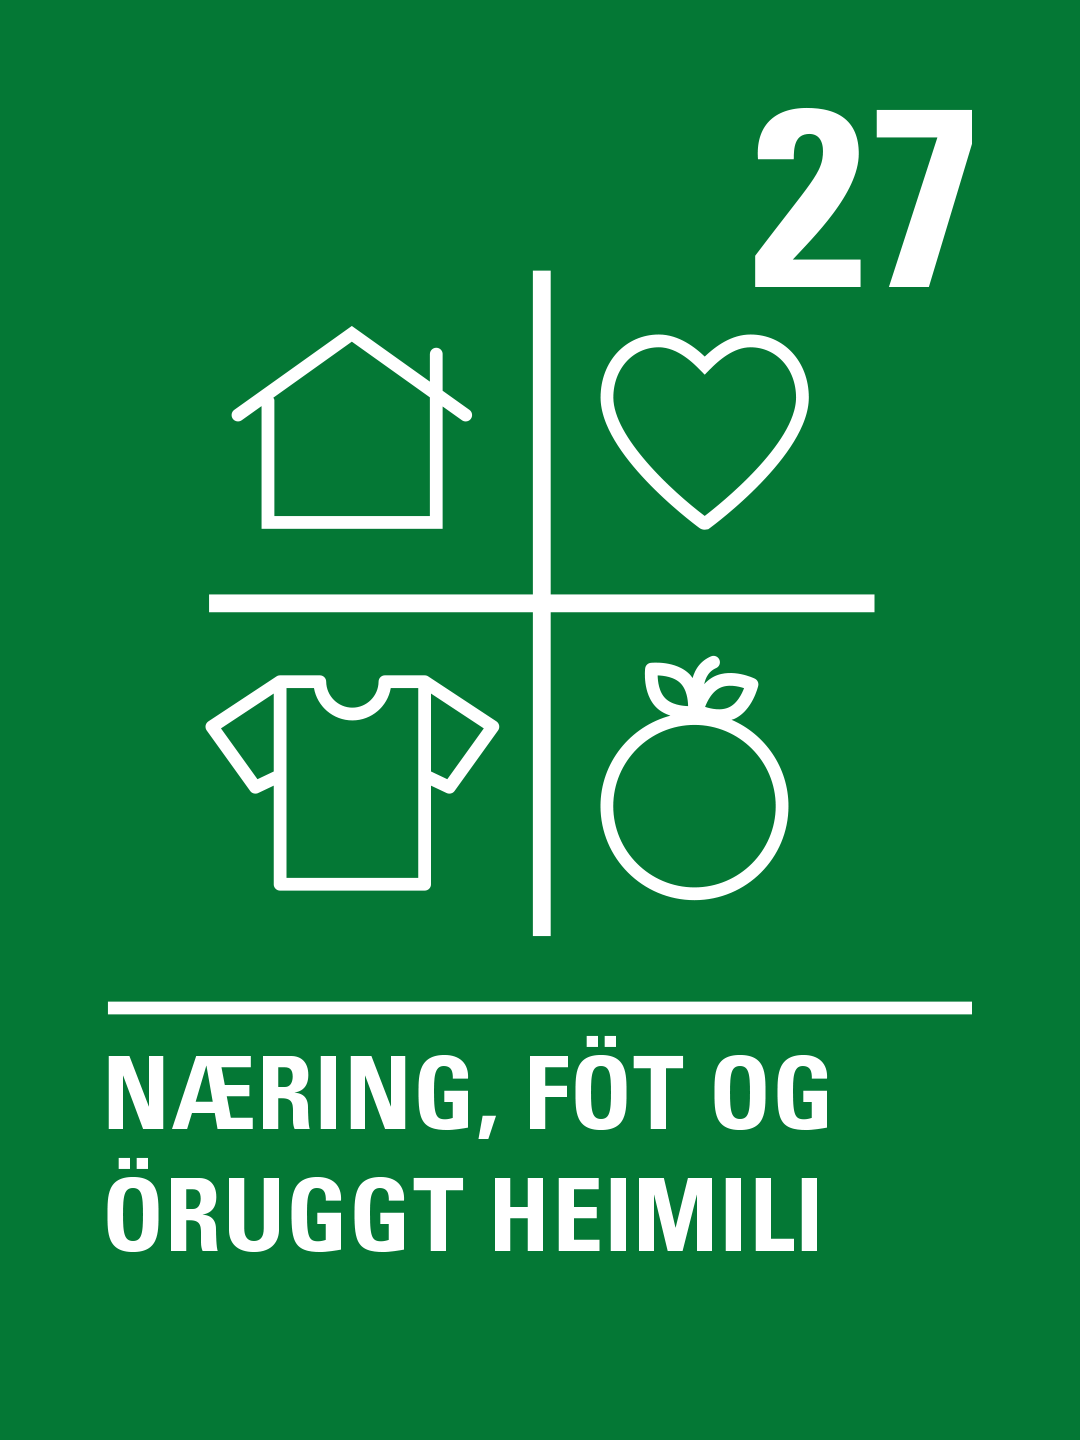 27
NÆRING, FÖT OG
ÖRUGGT HEIMILI